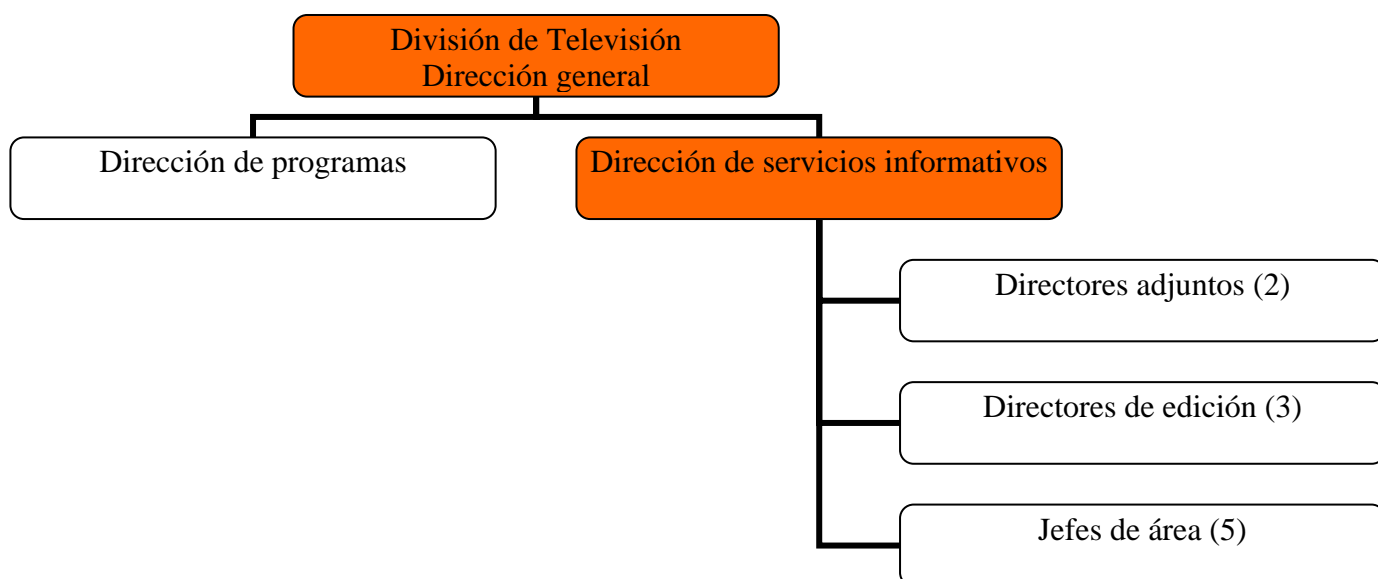 División de Televisión
Dirección general
Dirección de programas
Dirección de servicios informativos
Directores adjuntos (2)
Directores de edición (3)
Jefes de área (5)